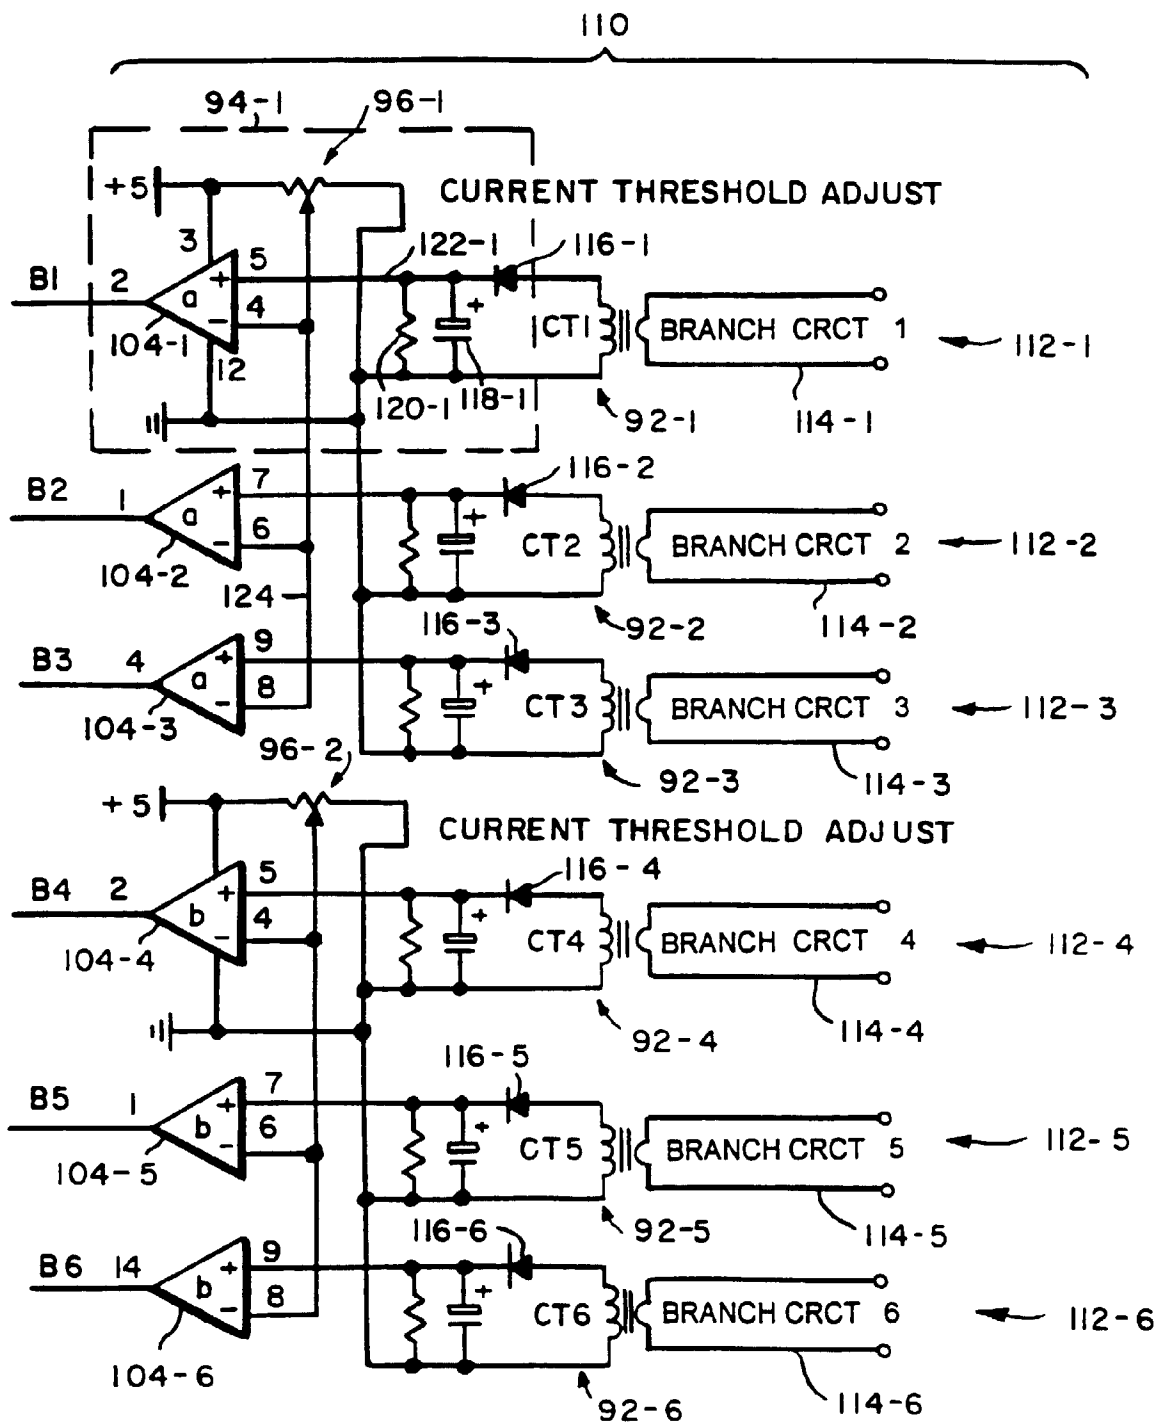 110
94-1 96-1
+5 CURRENT THRESHOLD ADJUST
3 5 122-1 116-1
B1 2 a + - 4 + CT1 BRANCH CRCT 1 112-1
104-1 12 120-1 118-1 92-1 114-1
116-2
B2 1 a + - 7 6 + CT2 BRANCH CRCT 2 112-2
104-2 124 92-2 114-2
116-3
B3 4 a + - 9 8 + CT3 BRANCH CRCT 3 112-3
104-3 96-2 92-3 114-3
+5 CURRENT THRESHOLD ADJUST
116-4
B4 2 b + - 5 4 + CT4 BRANCH CRCT 4 112-4
104-4 92-4 114-4
116-5
B5 1 b + - 7 6 + CT5 BRANCH CRCT 5 112-5
104-5 92-5 114-5
116-6
B6 14 b + - 9 8 + CT6 BRANCH CRCT 6 112-6
104-6 92-6 114-6